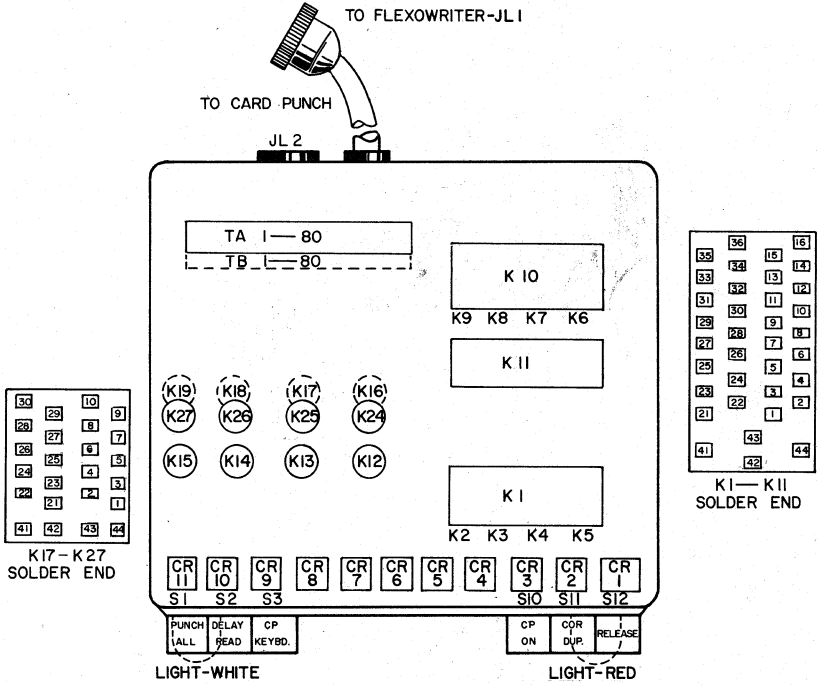 TO FLEXOWRITER-JL1
TO CARD PUNCH
JL 2
TA 1 — 80
TB 1 — 80
K 10
K9 K8 K7 K6
K 11
K19 K18 K17 K16
K27 K26 K25 K24
K15 K14 K13 K12
K 1
K2 K3 K4 K5
CR 11 CR 10 CR 9 CR 8 CR 7 CR 6 CR 5 CR 4 CR 3 CR 2 CR 1
S1 S2 S3 S10 S11 S12
PUNCH ALL
DELAY READ
CP KEYBD.
CP ON
COR DUP.
RELEASE
LIGHT-WHITE
LIGHT-RED
30 10
29 9
28 8
27 7
26 6
25 5
24 4
23 3
22 2
21 1
41 42 43 44
K17-K27
SOLDER END
36 16
35 15
34 14
33 13
32 12
31 11
30 10
29 9
28 8
27 7
26 6
25 5
24 4
23 3
22 2
21 1
43
41 44
42
K1 — K11
SOLDER END